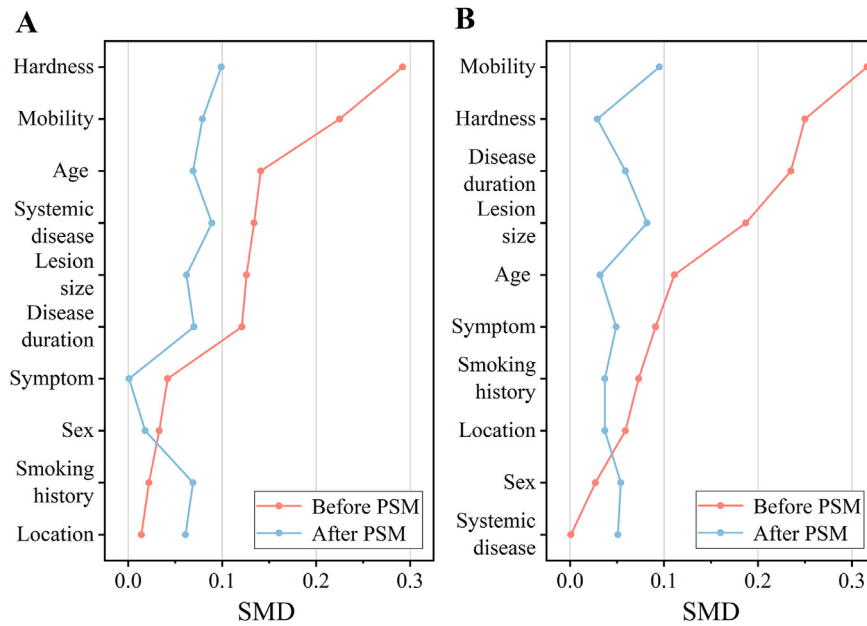 A
Hardness
Mobility
Age
Systemic
disease
Lesion
size
Disease
duration
Symptom
Sex
Smoking
history
Location
Before PSM
After PSM
0.0
0.1
0.2
0.3
SMD
B
Mobility
Hardness
Disease
duration
Lesion
size
Age
Symptom
Smoking
history
Location
Sex
Systemic
disease
Before PSM
After PSM
0.0
0.1
0.2
0.3
SMD